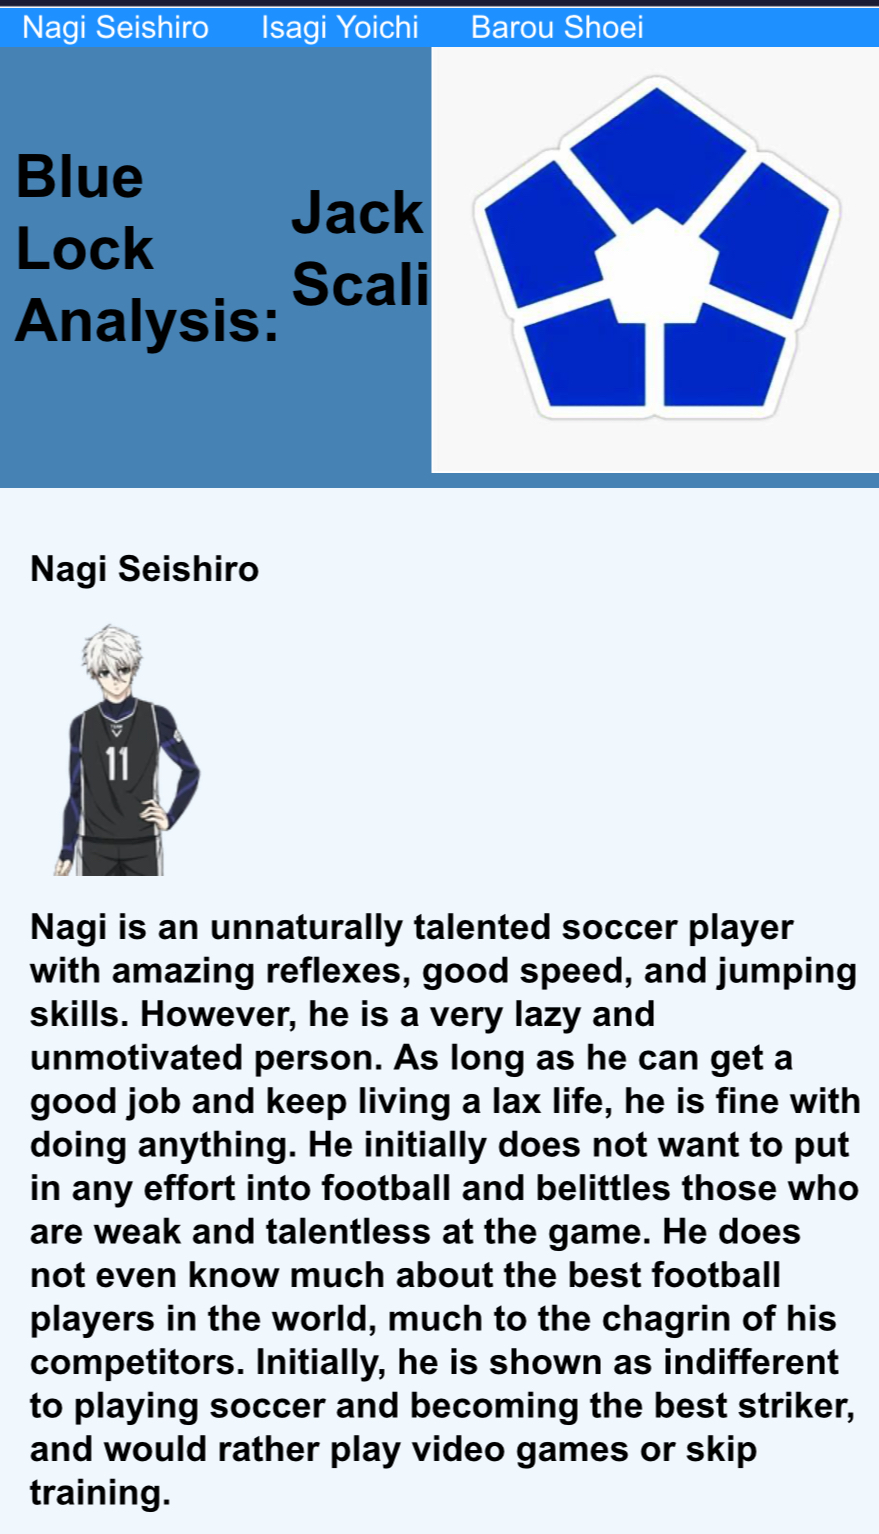 Nagi Seishiro Isagi Yoichi Barou Shoei
Blue
Lock
Analysis:
Jack
Scali
Nagi Seishiro
11
Nagi is an unnaturally talented soccer player
with amazing reflexes, good speed, and jumping
skills. However, he is a very lazy and
unmotivated person. As long as he can get a
good job and keep living a lax life, he is fine with
doing anything. He initially does not want to put
in any effort into football and belittles those who
are weak and talentless at the game. He does
not even know much about the best football
players in the world, much to the chagrin of his
competitors. Initially, he is shown as indifferent
to playing soccer and becoming the best striker,
and would rather play video games or skip
training.